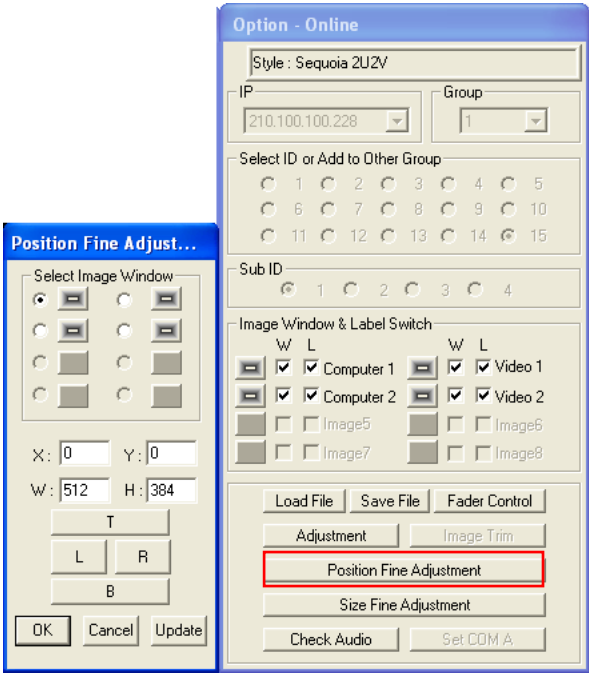 Option - Online
Style : Sequoia 2U2V
IP
Group
210.100.100.228
1
Select ID or Add to Other Group
1 2 3 4 5
6 7 8 9 10
11 12 13 14 15
Sub ID
1 2 3 4
Image Window & Label Switch
W L W L
Computer 1 Video 1
Computer 2 Video 2
Image5 Image6
Image7 Image8
Load File Save File Fader Control
Adjustment Image Trim
Position Fine Adjustment
Size Fine Adjustment
Check Audio Set COM A
Position Fine Adjust...
Select Image Window
X: 0 Y: 0
W: 512 H: 384
T
L R
B
OK Cancel Update